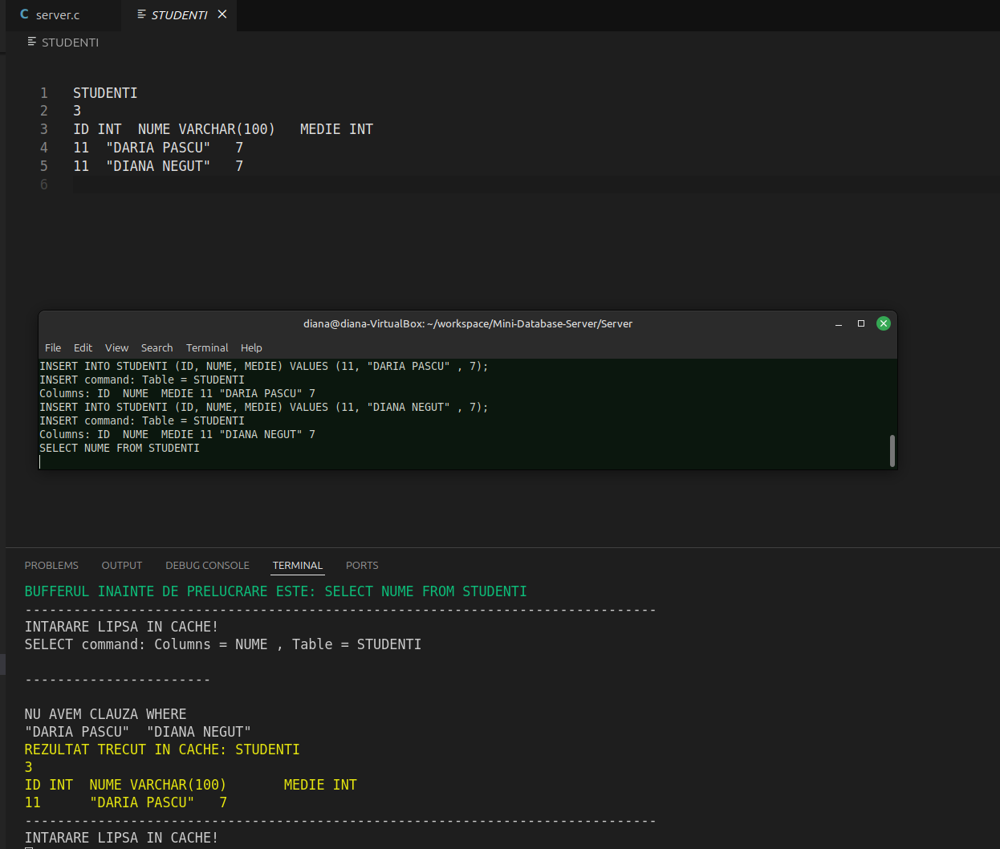 C server.c
STUDENTI
STUDENTI
1 STUDENTI
2 3
3 ID INT  NUME VARCHAR(100)   MEDIE INT
4 11  "DARIA PASCU"   7
5 11  "DIANA NEGUT"   7
6
diana@diana-VirtualBox: ~/workspace/Mini-Database-Server/Server
File Edit View Search Terminal Help
INSERT INTO STUDENTI (ID, NUME, MEDIE) VALUES (11, "DARIA PASCU" , 7);
INSERT command: Table = STUDENTI
Columns: ID  NUME  MEDIE 11 "DARIA PASCU" 7
INSERT INTO STUDENTI (ID, NUME, MEDIE) VALUES (11, "DIANA NEGUT" , 7);
INSERT command: Table = STUDENTI
Columns: ID  NUME  MEDIE 11 "DIANA NEGUT" 7
SELECT NUME FROM STUDENTI
PROBLEMS OUTPUT DEBUG CONSOLE TERMINAL PORTS
BUFFERUL INAINTE DE PRELUCRARE ESTE: SELECT NUME FROM STUDENTI
------------------------------------------------------------------------------
INTARARE LIPSA IN CACHE!
SELECT command: Columns = NUME , Table = STUDENTI
-----------------------
NU AVEM CLAUZA WHERE
"DARIA PASCU"  "DIANA NEGUT"
REZULTAT TRECUT IN CACHE: STUDENTI
3
ID INT  NUME VARCHAR(100)       MEDIE INT
11      "DARIA PASCU"   7
------------------------------------------------------------------------------
INTARARE LIPSA IN CACHE!